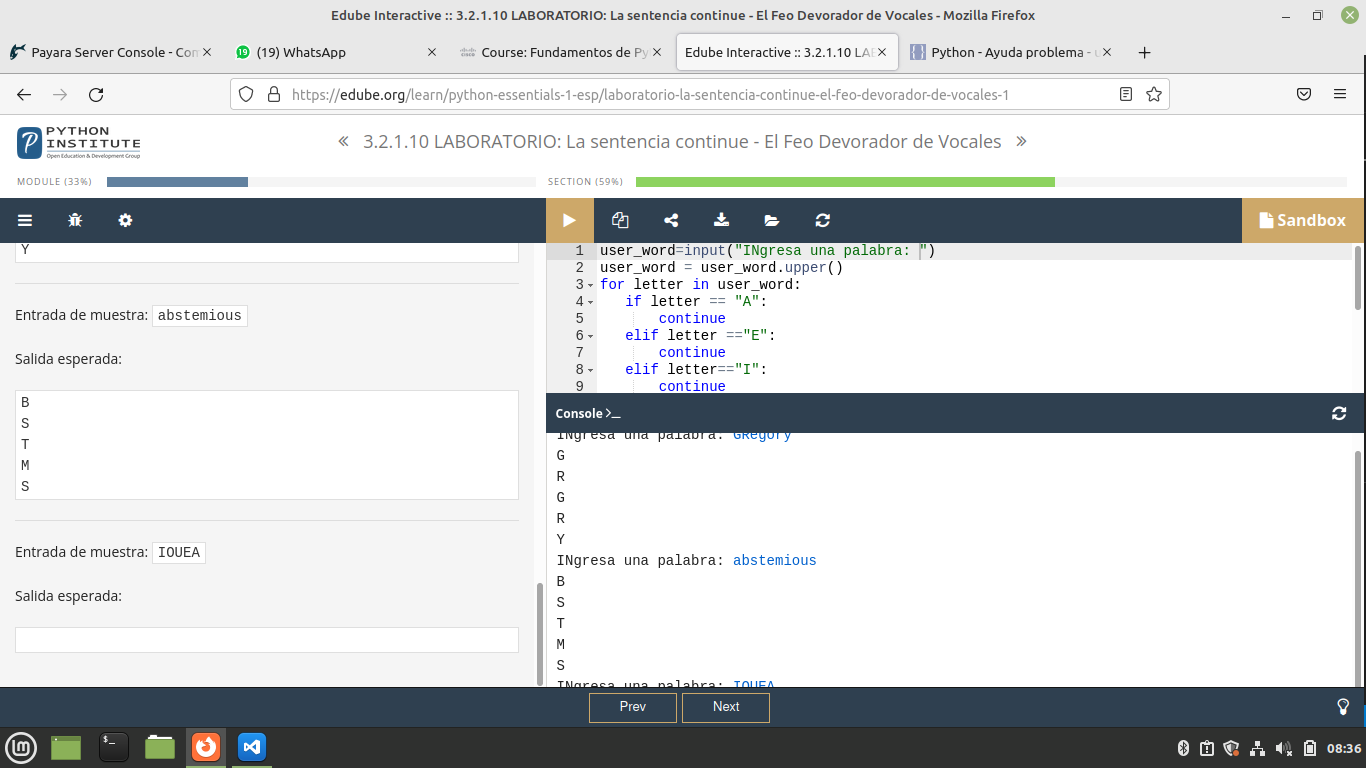 Edube Interactive :: 3.2.1.10 LABORATORIO: La sentencia continue - El Feo Devorador de Vocales - Mozilla Firefox
Payara Server Console - Com
(19) WhatsApp
Course: Fundamentos de Py
Edube Interactive :: 3.2.1.10 LA
Python - Ayuda problema -
https://edube.org/learn/python-essentials-1-esp/laboratorio-la-sentencia-continue-el-feo-devorador-de-vocales-1
PYTHON
INSTITUTE
Open Education & Development Group
« 3.2.1.10 LABORATORIO: La sentencia continue - El Feo Devorador de Vocales »
MODULE (33%)
SECTION (59%)
Sandbox
Y
Entrada de muestra: abstemious
Salida esperada:
B
S
T
M
S
Entrada de muestra: IOUEA
Salida esperada:
1 user_word=input("INgresa una palabra: ")
2 user_word = user_word.upper()
3 for letter in user_word:
4 if letter == "A":
5 continue
6 elif letter =="E":
7 continue
8 elif letter=="I":
9 continue
Console >_
INgresa una palabra: GRegory
G
R
G
R
Y
INgresa una palabra: abstemious
B
S
T
M
S
INgresa una palabra: IOUEA
Prev
Next
08:36